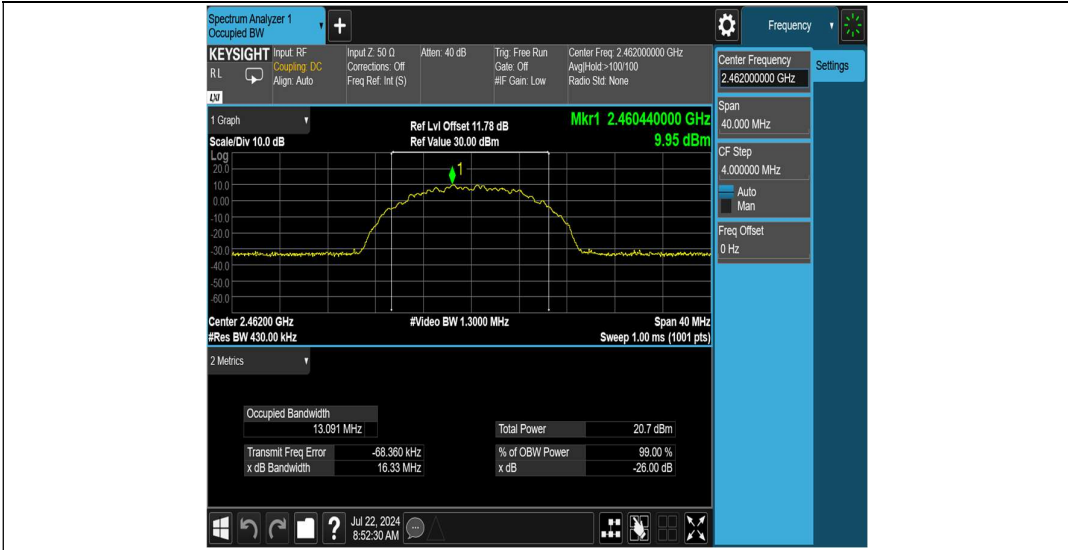 Spectrum Analyzer 1
Occupied BW
+
Frequency
KEYSIGHT
RL
LXI
Input: RF
Coupling: DC
Align: Auto
Input Z: 50 Ω
Corrections: Off
Freq Ref: Int (S)
Atten: 40 dB
Trig: Free Run
Gate: Off
#IF Gain: Low
Center Freq: 2.462000000 GHz
Avg|Hold:>100/100
Radio Std: None
Center Frequency
2.462000000 GHz
Settings
Span
40.000 MHz
CF Step
4.000000 MHz
Auto
Man
Freq Offset
0 Hz
1 Graph
Scale/Div 10.0 dB
Ref Lvl Offset 11.78 dB
Ref Value 30.00 dBm
Mkr1 2.460440000 GHz
9.95 dBm
Log
20.0
10.0
0.00
-10.0
-20.0
-30.0
-40.0
-50.0
-60.0
1
Center 2.46200 GHz
#Video BW 1.3000 MHz
Span 40 MHz
#Res BW 430.00 kHz
Sweep 1.00 ms (1001 pts)
2 Metrics
Occupied Bandwidth
13.091 MHz
Total Power 20.7 dBm
Transmit Freq Error -68.360 kHz
% of OBW Power 99.00 %
x dB Bandwidth 16.33 MHz
x dB -26.00 dB
?
Jul 22, 2024
8:52:30 AM